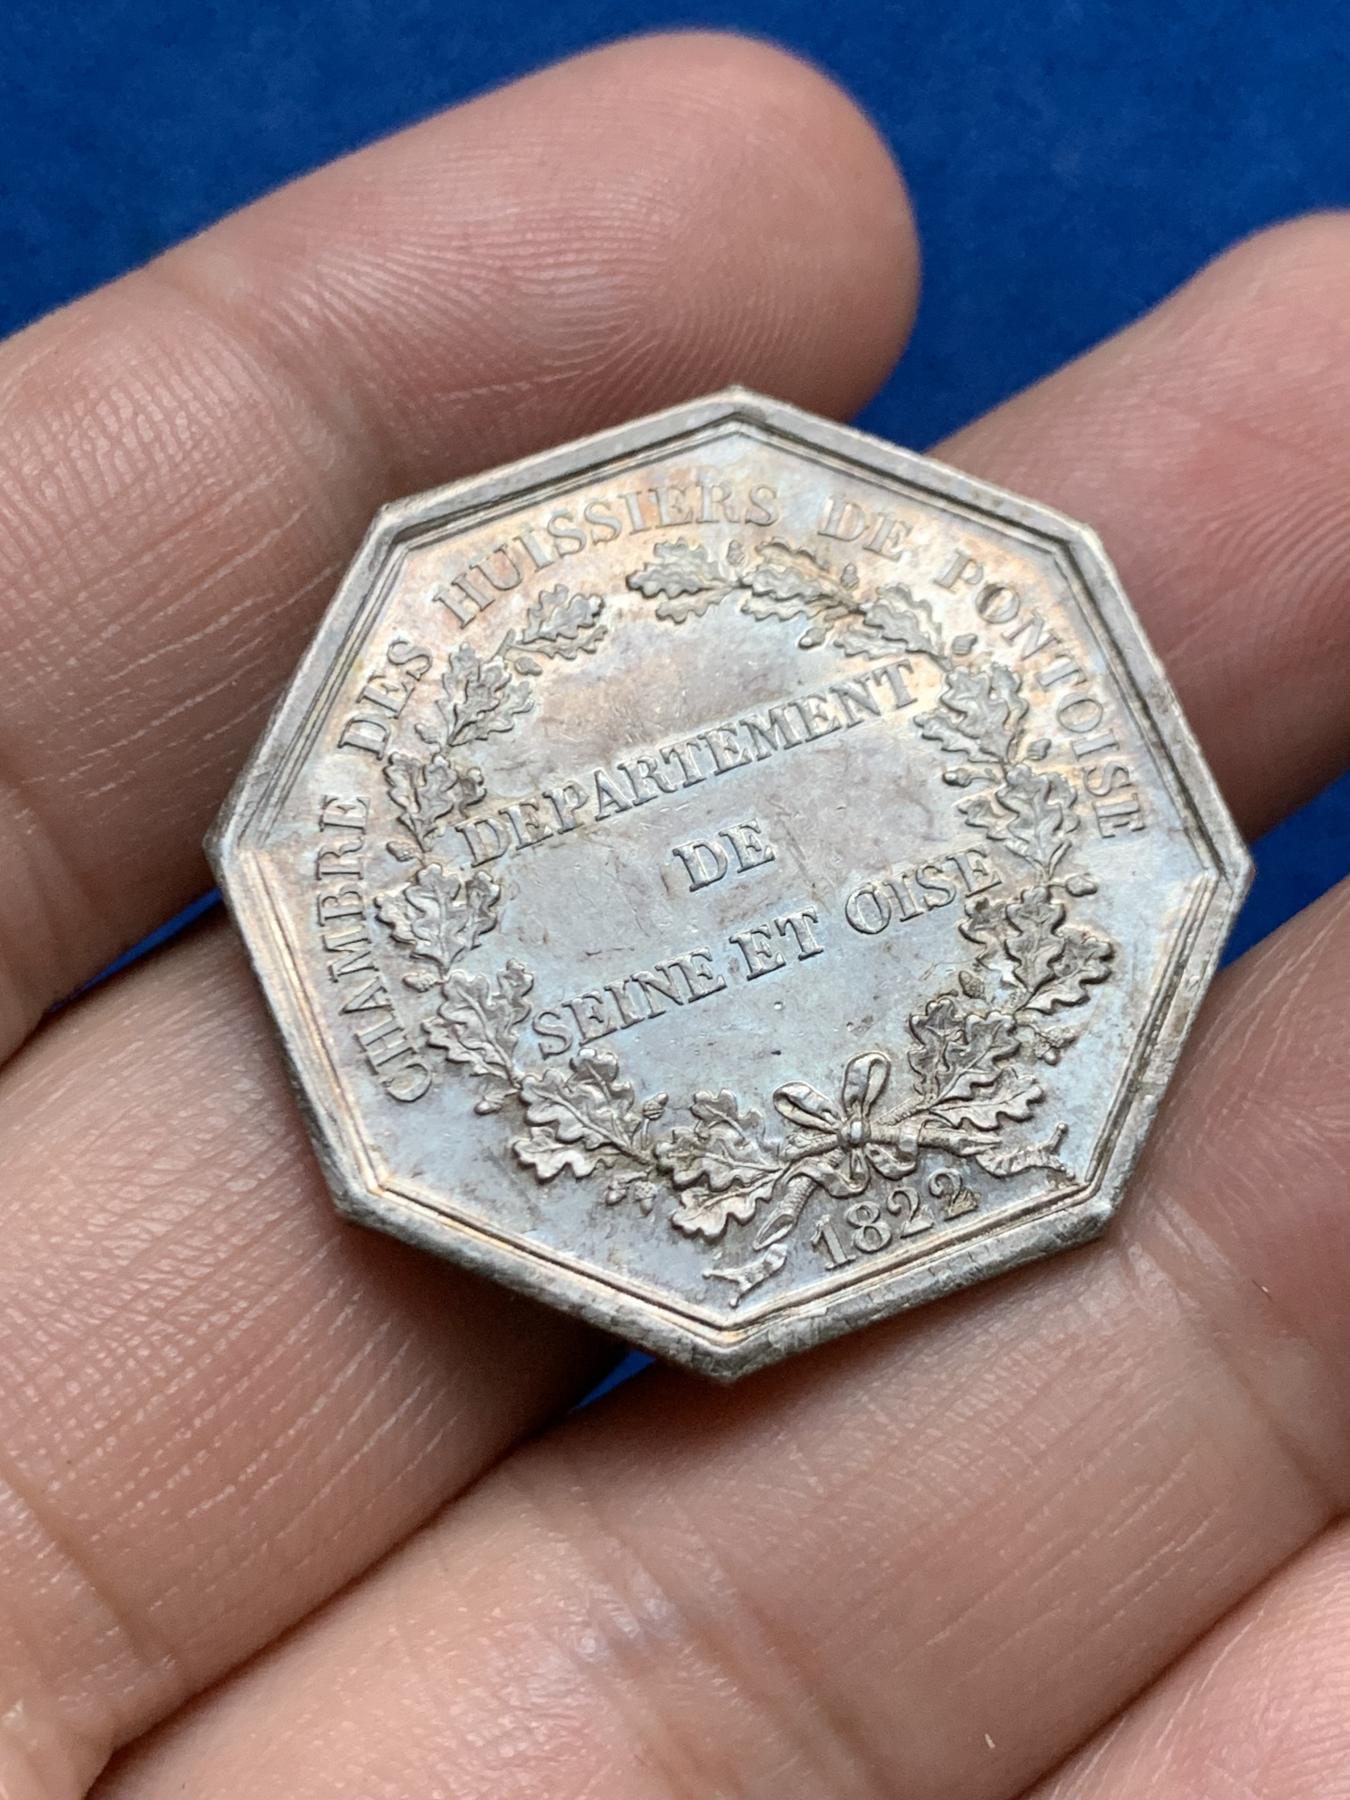 CHAMBRE DES HUISSIERS DE PONTOISE
DEPARTEMENT
DE
SEINE ET OISE
1822